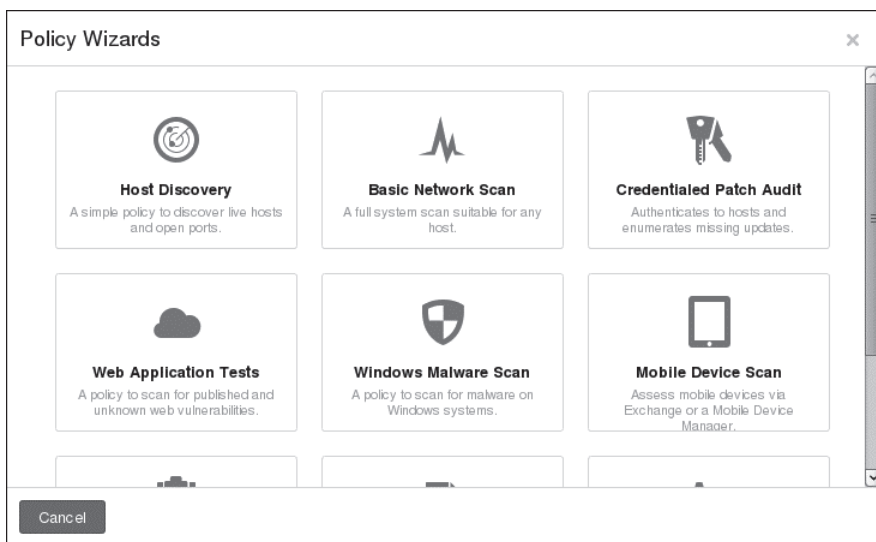 Policy Wizards
Host Discovery
A simple policy to discover live hosts
and open ports.
Basic Network Scan
A full system scan suitable for any
host.
Credentialed Patch Audit
Authenticates to hosts and
enumerates missing updates.
Web Application Tests
A policy to scan for published and
unknown web vulnerabilities.
Windows Malware Scan
A policy to scan for malware on
Windows systems.
Mobile Device Scan
Assess mobile devices via
Exchange or a Mobile Device
Manager.
Cancel